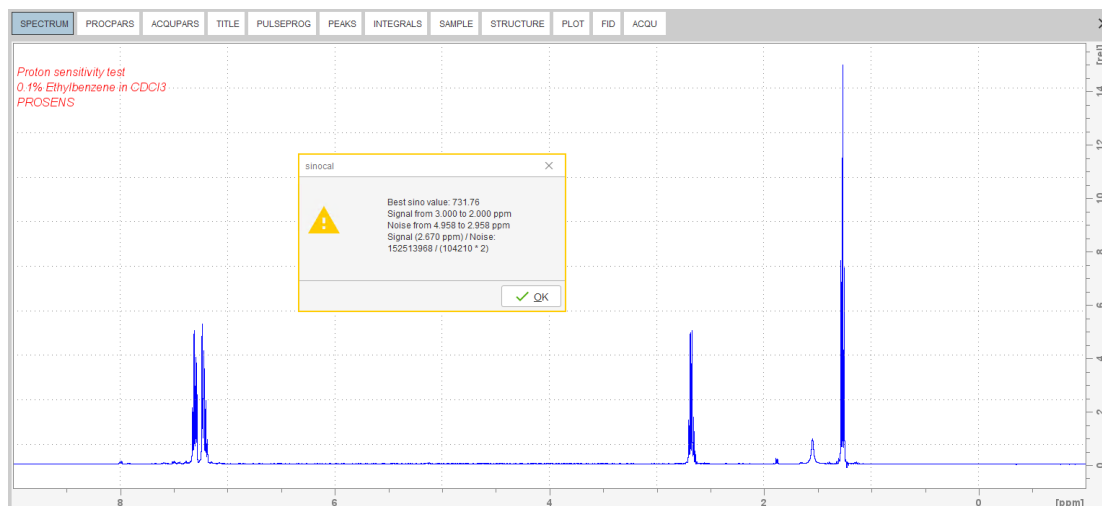 SPECTRUM PROCPARS ACQUPARS TITLE PULSEPROG PEAKS INTEGRALS SAMPLE STRUCTURE PLOT FID ACQU
[rel]
Proton sensitivity test
0.1% Ethylbenzene in CDCl3
PROSENS
sinocal
Best sino value: 731.76
Signal from 3.000 to 2.000 ppm
Noise from 4.958 to 2.958 ppm
Signal (2.670 ppm) / Noise:
152513968 / (104210 * 2)
OK
14
12
10
8
6
4
2
0
8 6 4 2 0 [ppm]